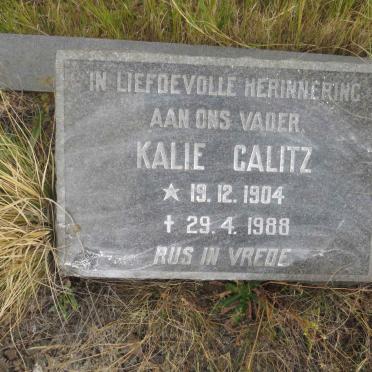 IN LIEFDEVOLLE HERINNERING
AAN ONS VADER
KALIE CALITZ
★ 19. 12. 1904
✝ 29. 4. 1988
RUS IN VREDE